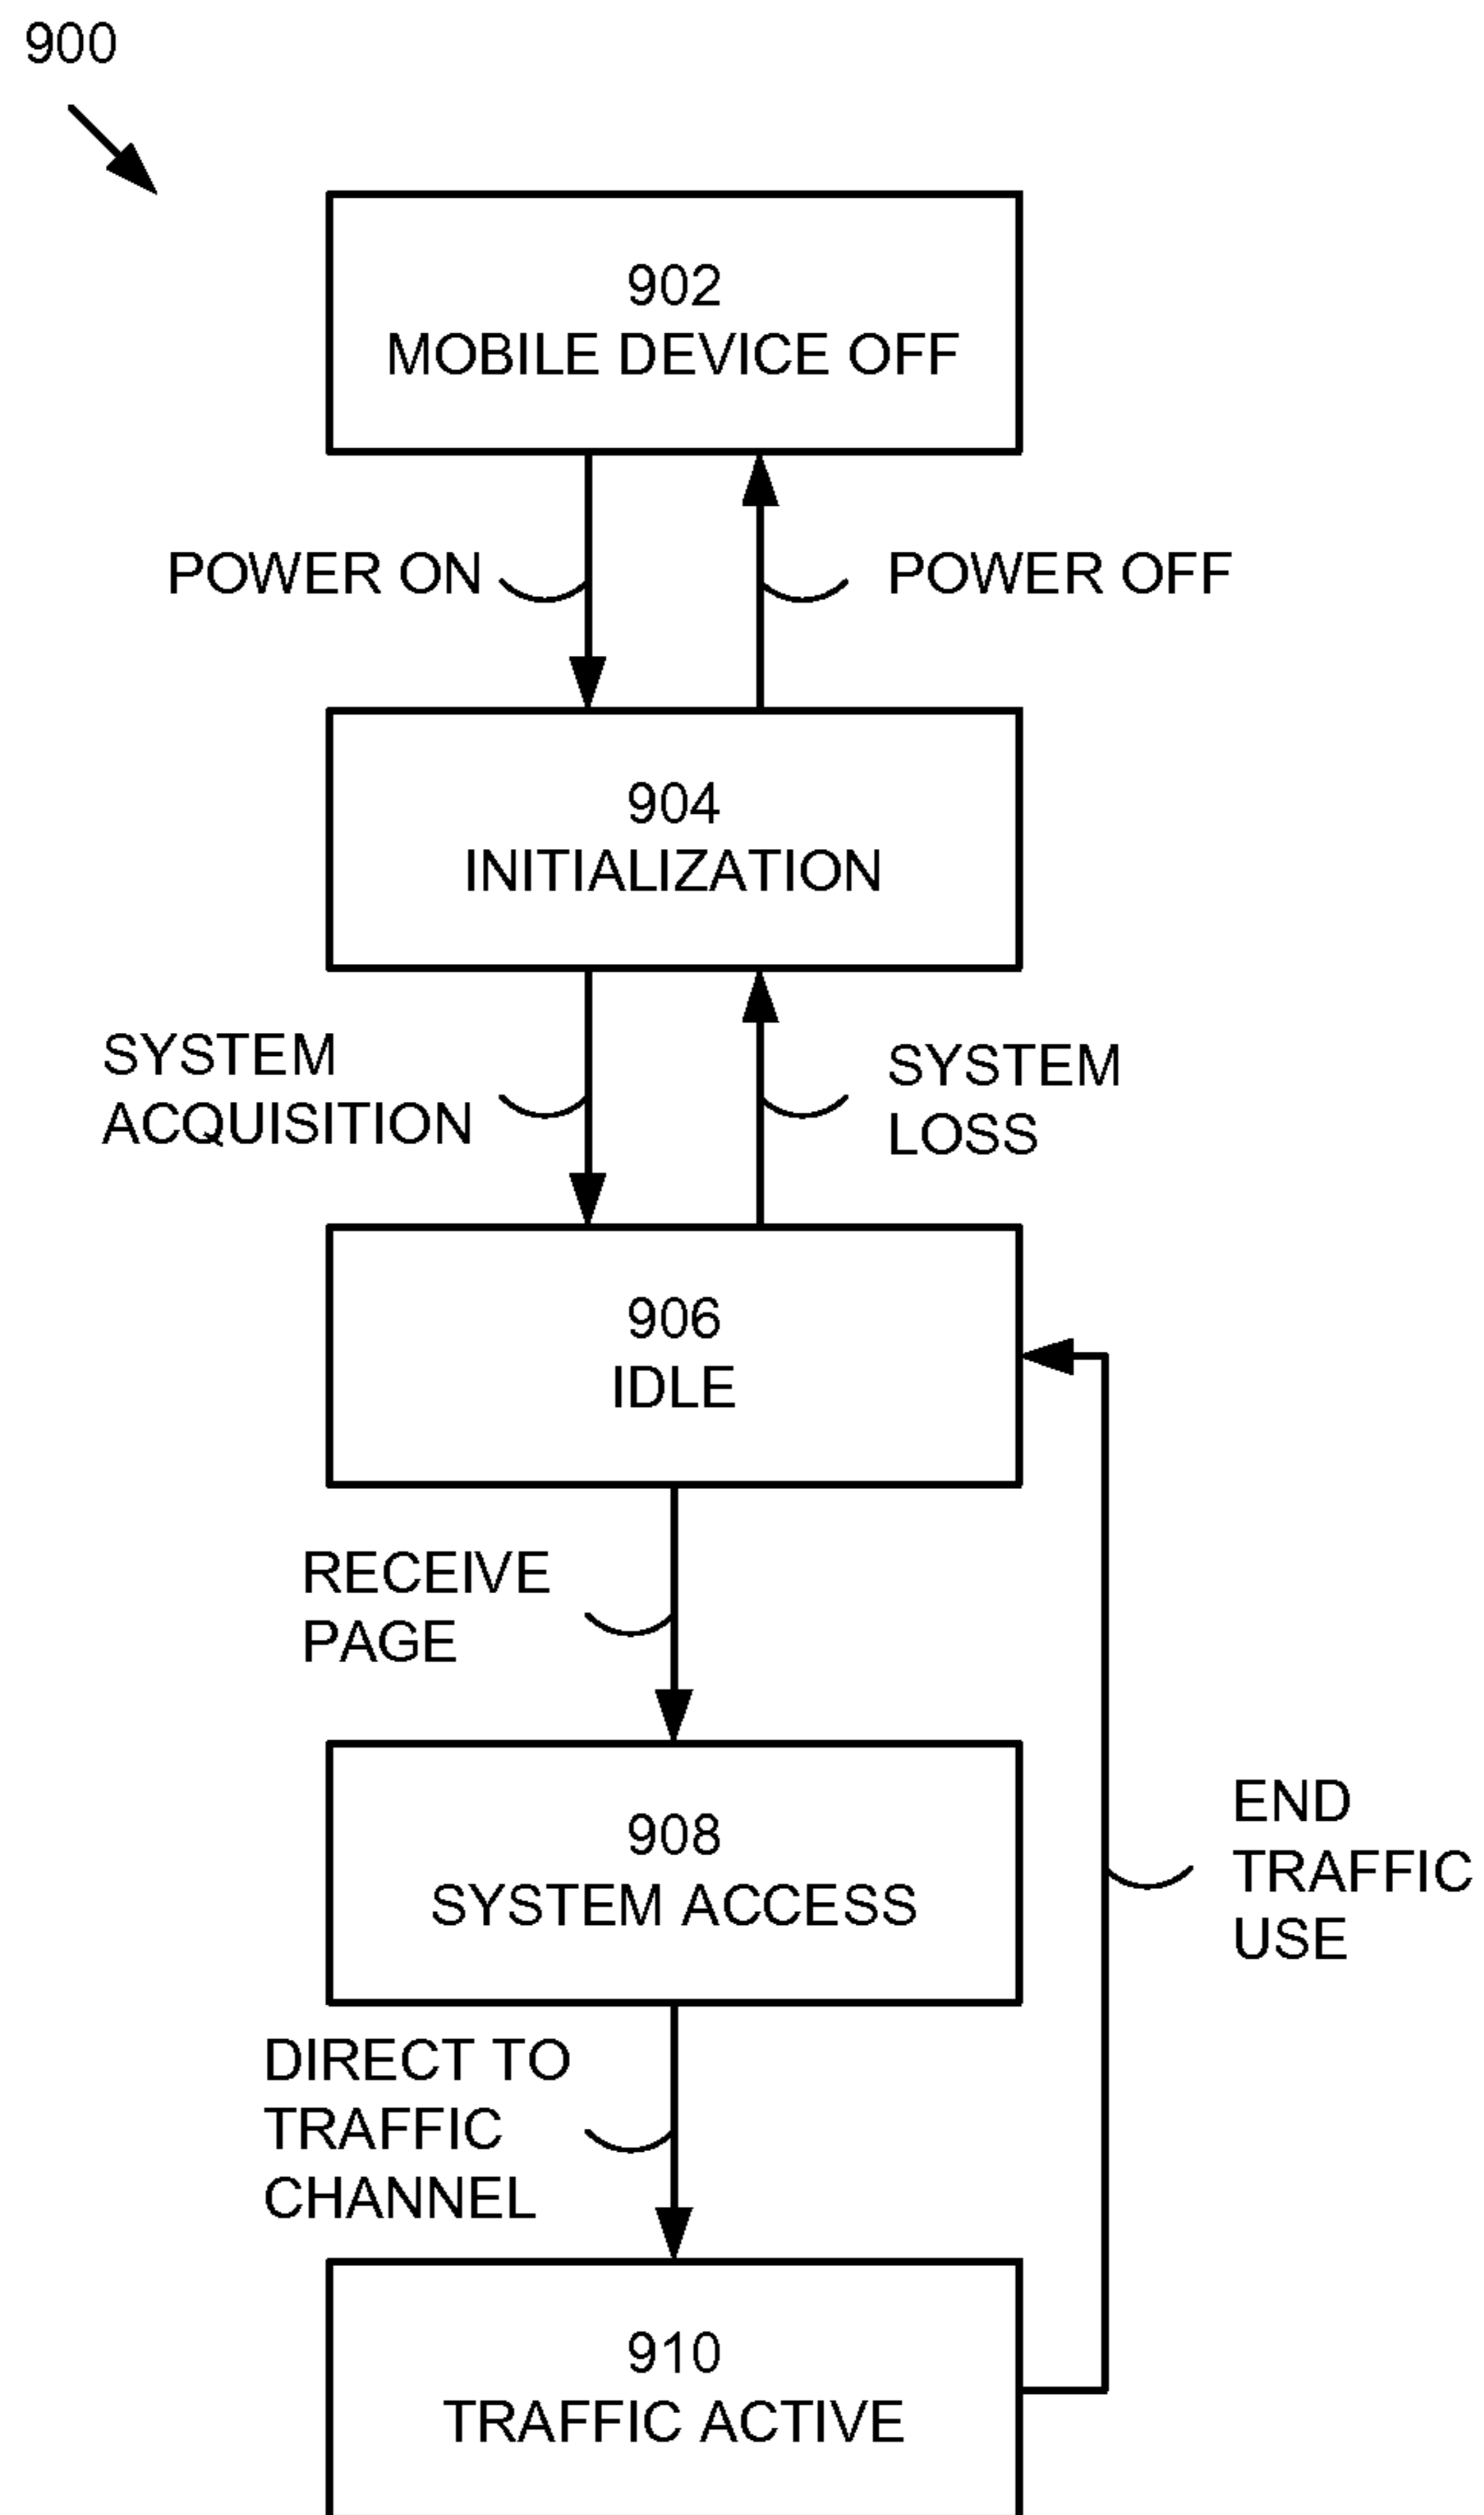 900
902
MOBILE DEVICE OFF
POWER ON
POWER OFF
904
INITIALIZATION
SYSTEM
ACQUISITION
SYSTEM
LOSS
906
IDLE
RECEIVE
PAGE
908
SYSTEM ACCESS
END
TRAFFIC
USE
DIRECT TO
TRAFFIC
CHANNEL
910
TRAFFIC ACTIVE